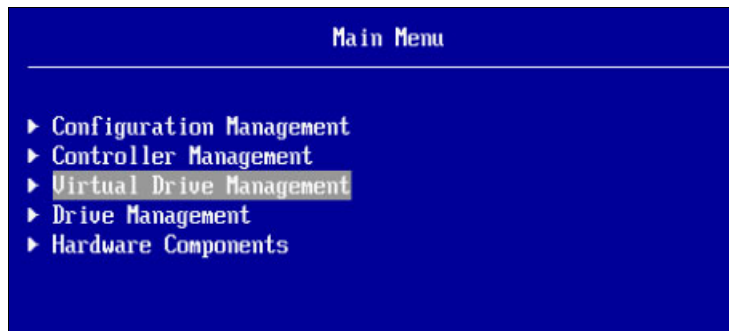 Main Menu
▶ Configuration Management
▶ Controller Management
▶ Virtual Drive Management
▶ Drive Management
▶ Hardware Components